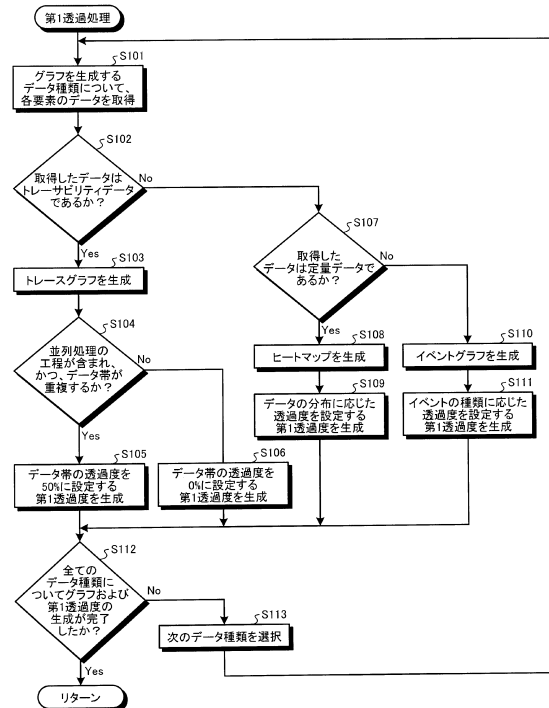 第1透過処理
S101
グラフを生成する
データ種類について、
各要素のデータを取得
S102
取得したデータは
トレーサビリティデータ
であるか？
No
Yes
S103
トレースグラフを生成
S104
並列処理の
工程が含まれ、
かつ、データ帯が
重複するか？
No
Yes
S105
データ帯の透過度を
50%に設定する
第1透過度を生成
S106
データ帯の透過度を
0%に設定する
第1透過度を生成
S107
取得した
データは定量データで
あるか？
No
Yes
S108
ヒートマップを生成
S109
データの分布に応じた
透過度を設定する
第1透過度を生成
S110
イベントグラフを生成
S111
イベントの種類に応じた
透過度を設定する
第1透過度を生成
S112
全ての
データ種類に
ついてグラフおよび
第1透過度の
生成が完了
したか？
No
Yes
S113
次のデータ種類を選択
リターン